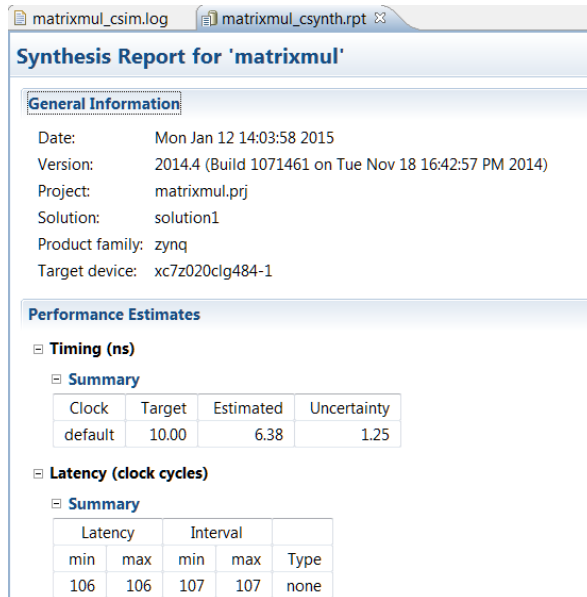 matrixmul_csim.log matrixmul_csynth.rpt
Synthesis Report for 'matrixmul'
General Information
Date: Mon Jan 12 14:03:58 2015
Version: 2014.4 (Build 1071461 on Tue Nov 18 16:42:57 PM 2014)
Project: matrixmul.prj
Solution: solution1
Product family: zynq
Target device: xc7z020clg484-1
Performance Estimates
Timing (ns)
Summary
Clock Target Estimated Uncertainty
default 10.00 6.38 1.25
Latency (clock cycles)
Summary
Latency Interval
min max min max Type
106 106 107 107 none